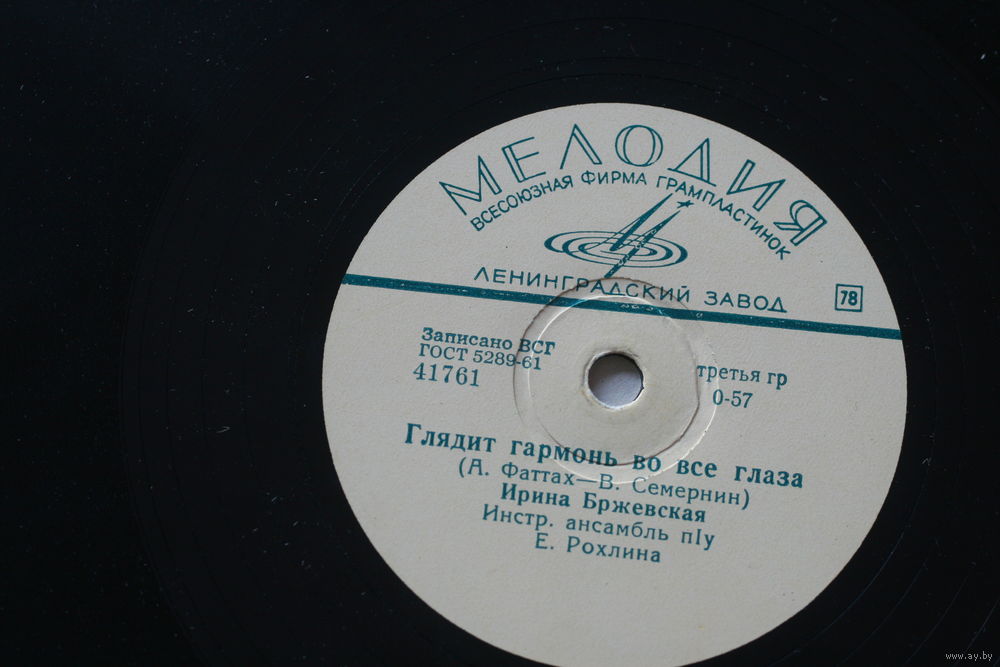 МЕЛОДИЯ
ВСЕСОЮЗНАЯ ФИРМА ГРАМПЛАСТИНОК
ЛЕНИНГРАДСКИЙ ЗАВОД
78
Записано ВСГ
ГОСТ 5289-61
41761
третья гр
0-57
Глядит гармонь во все глаза
(А. Фаттах—В. Семернин)
Ирина Бржевская
Инстр. ансамбль пIу
Е. Рохлина
www.ay.by